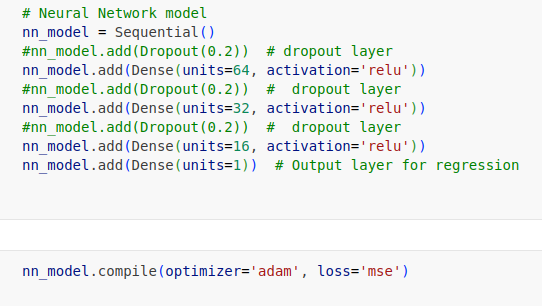 # Neural Network model
nn_model = Sequential()
#nn_model.add(Dropout(0.2))  # dropout layer
nn_model.add(Dense(units=64, activation='relu'))
#nn_model.add(Dropout(0.2))  #  dropout layer
nn_model.add(Dense(units=32, activation='relu'))
#nn_model.add(Dropout(0.2))  #  dropout layer
nn_model.add(Dense(units=16, activation='relu'))
nn_model.add(Dense(units=1))  # Output layer for regression
nn_model.compile(optimizer='adam', loss='mse')